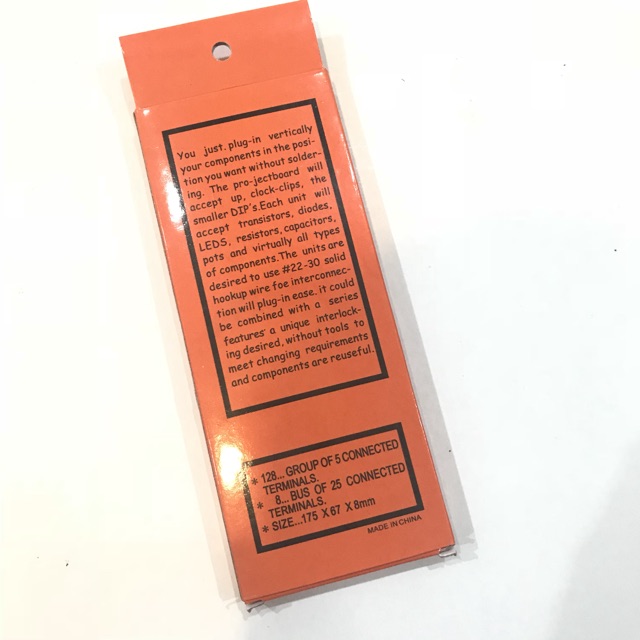 You just. plug-in vertically
your components in the posi-
tion you want without solder-
ing. The pro-jectboard will
accept up, clock-clips, the
smaller DIP's.Each unit will
accept transistors, diodes,
LEDS, resistors, capacitors,
pots and virtually all types
of components.The units are
desired to use #22-30 solid
hookup wire foe interconnec-
tion will plug-in ease. it could
be combined with a series
features' a unique interlock-
ing desired, without tools to
meet changing requirements
and components are reuseful.
* 128... GROUP OF 5 CONNECTED
TERMINALS.
* 8... BUS OF 25 CONNECTED
TERMINALS.
* SIZE...175 X 67 X 8mm
MADE IN CHINA